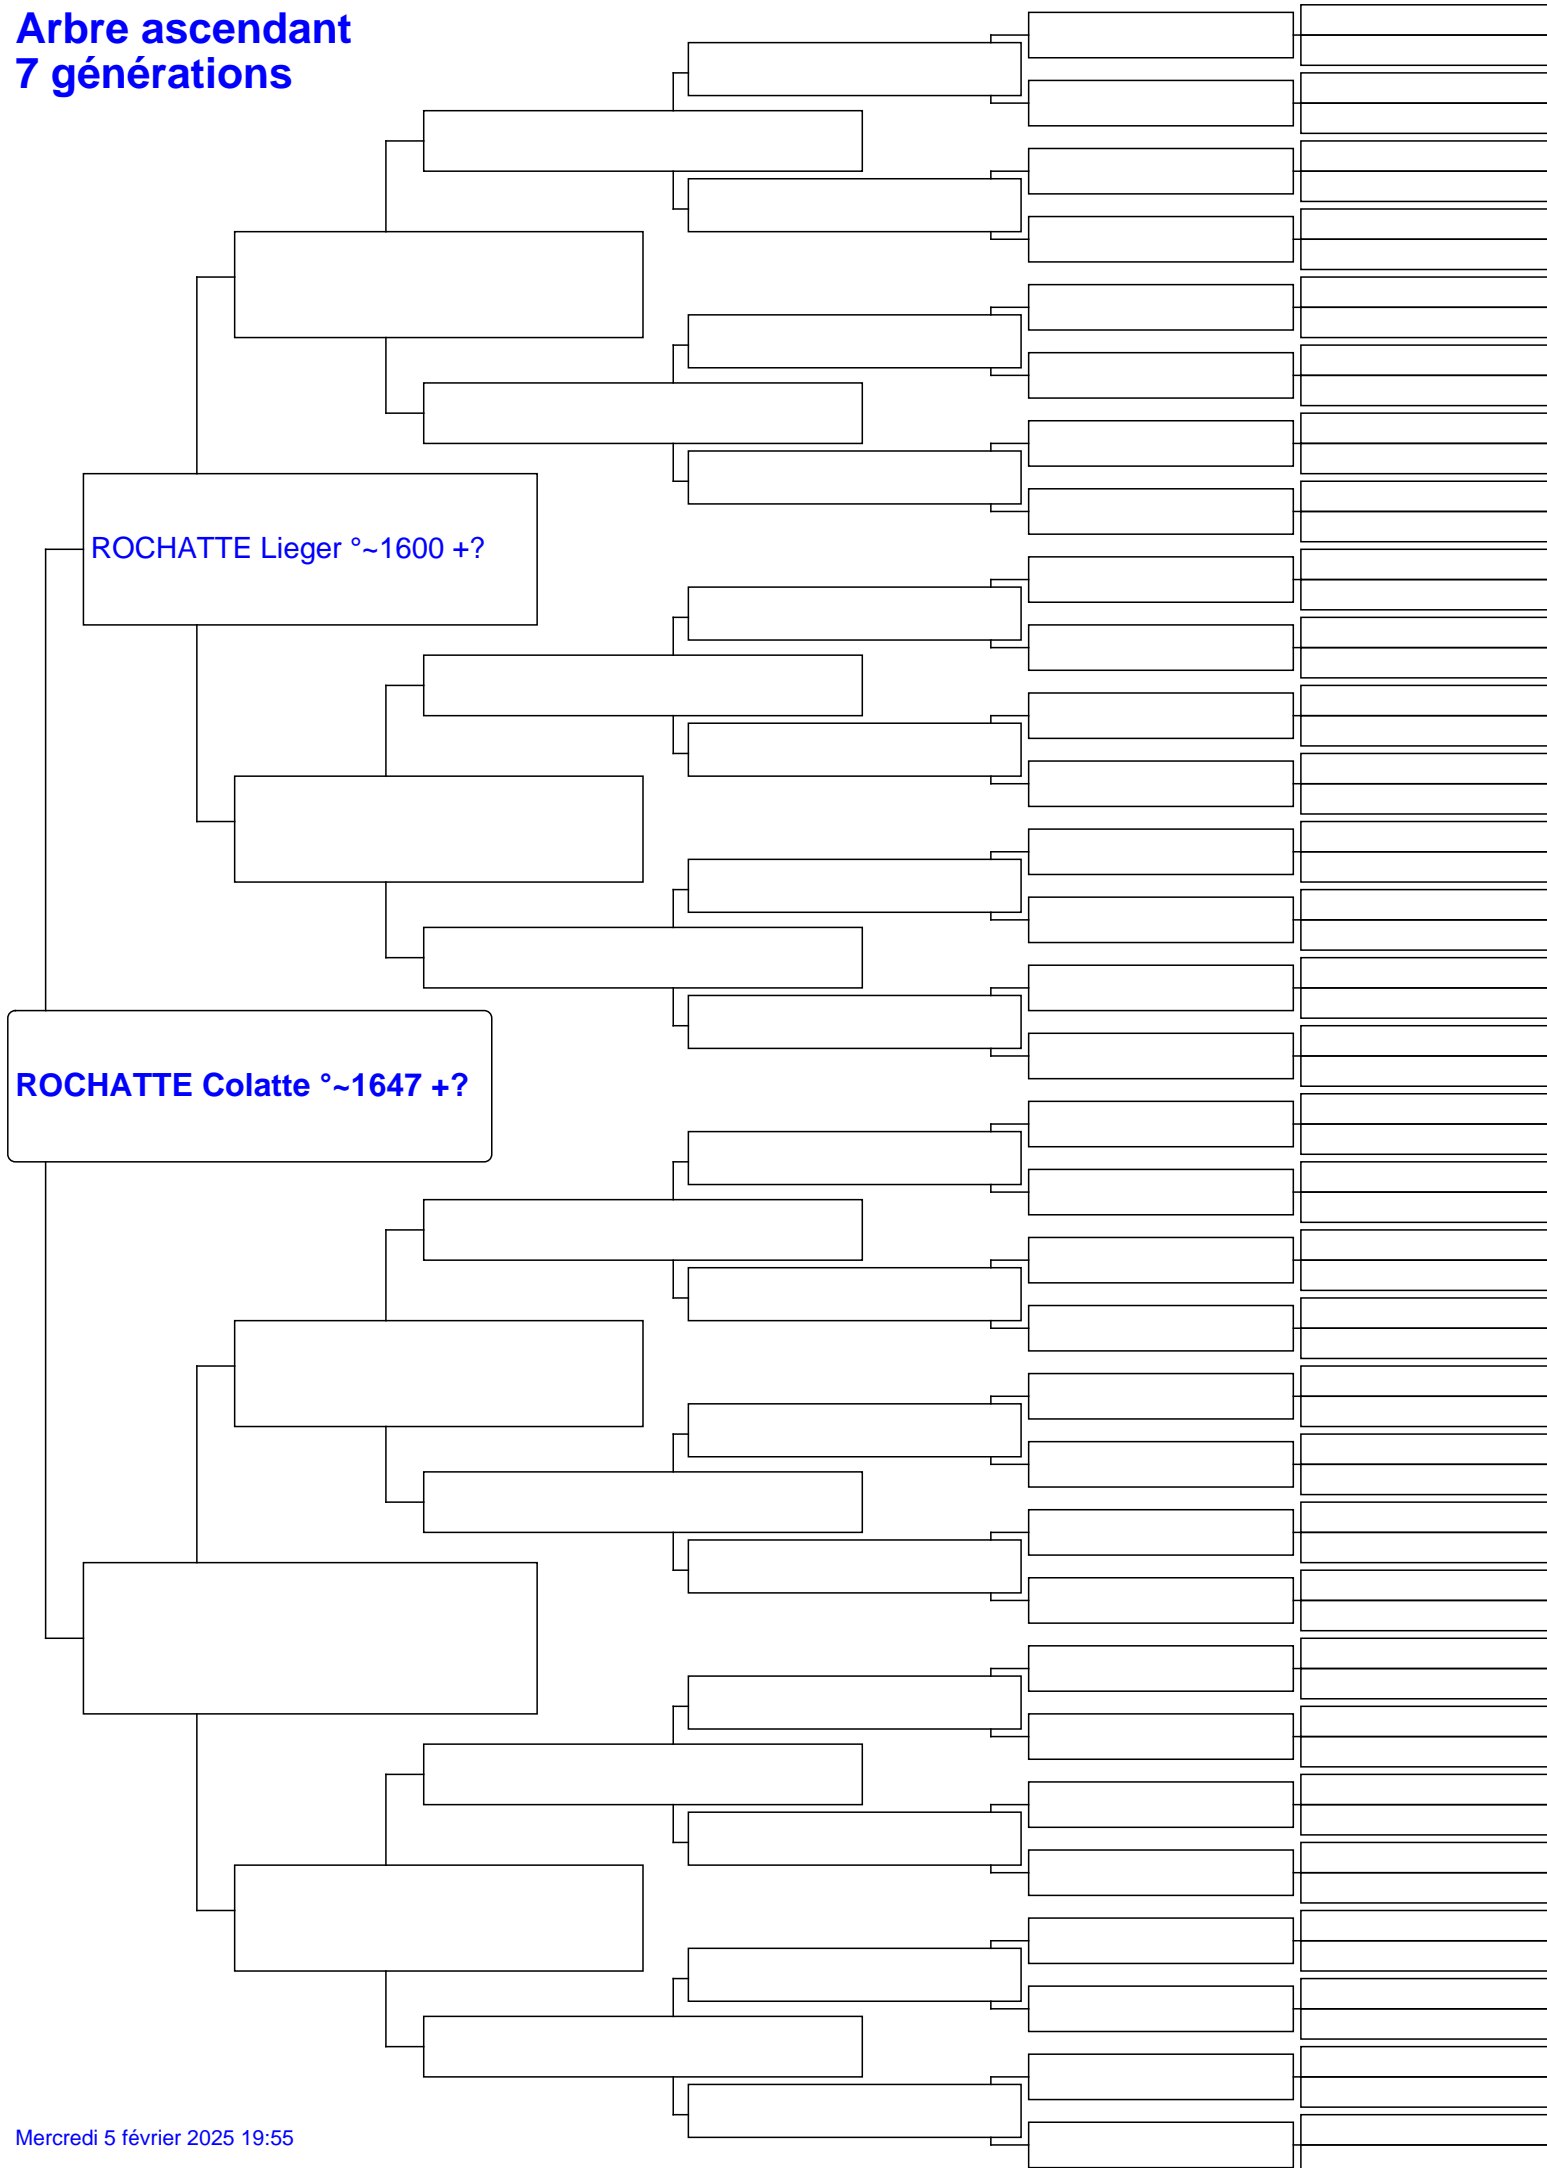 Arbre ascendant
7 générations
ROCHATTE Lieger °~1600 +?
ROCHATTE Colatte °~1647 +?
Mercredi 5 février 2025 19:55